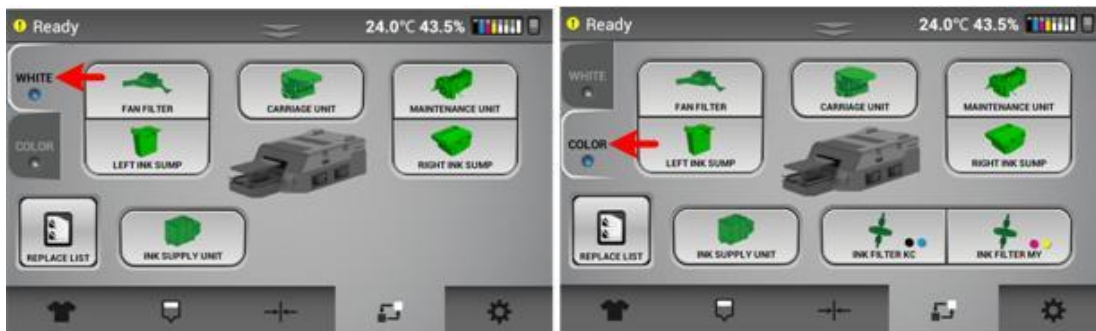 Ready 24.0°C 43.5%
WHITE
FAN FILTER
CARRIAGE UNIT
MAINTENANCE UNIT
COLOR
LEFT INK SUMP
RIGHT INK SUMP
REPLACE LIST
INK SUPPLY UNIT
Ready 24.0°C 43.5%
WHITE
FAN FILTER
CARRIAGE UNIT
MAINTENANCE UNIT
COLOR
LEFT INK SUMP
RIGHT INK SUMP
REPLACE LIST
INK SUPPLY UNIT
INK FILTER KC
INK FILTER MY